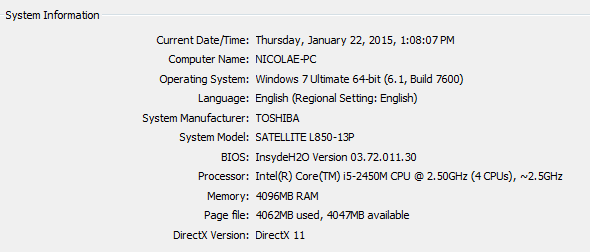 System Information
Current Date/Time: Thursday, January 22, 2015, 1:08:07 PM
Computer Name: NICOLAE-PC
Operating System: Windows 7 Ultimate 64-bit (6.1, Build 7600)
Language: English (Regional Setting: English)
System Manufacturer: TOSHIBA
System Model: SATELLITE L850-13P
BIOS: InsydeH2O Version 03.72.011.30
Processor: Intel(R) Core(TM) i5-2450M CPU @ 2.50GHz (4 CPUs), ~2.5GHz
Memory: 4096MB RAM
Page file: 4062MB used, 4047MB available
DirectX Version: DirectX 11